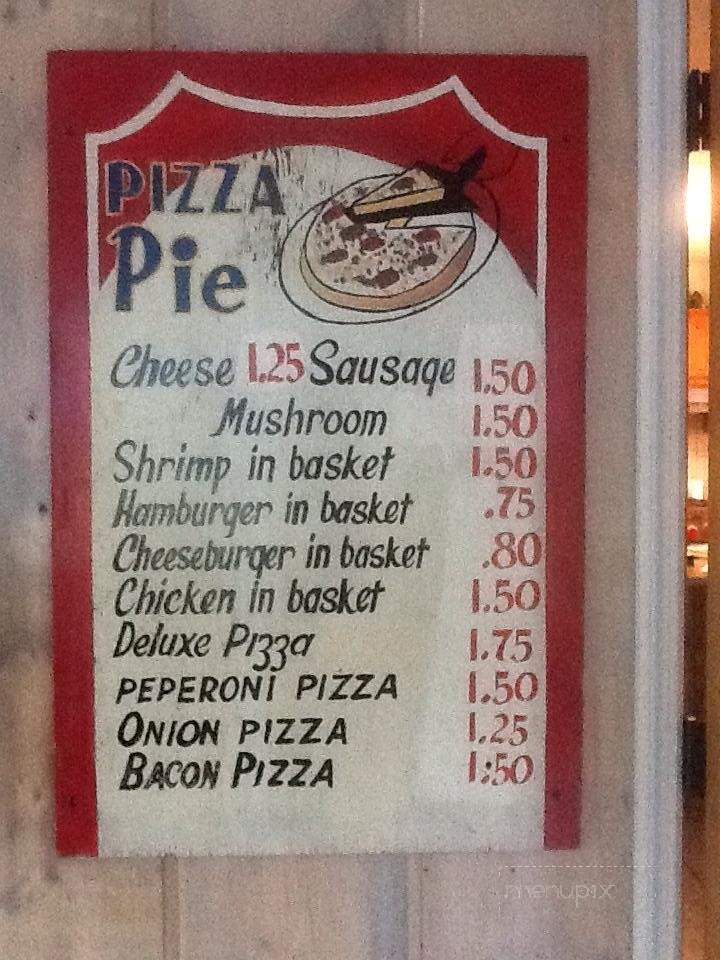 PIZZA
Pie
Cheese 1.25 Sausage 1.50
Mushroom 1.50
Shrimp in basket 1.50
Hamburger in basket .75
Cheeseburger in basket .80
Chicken in basket 1.50
Deluxe Pizza 1.75
PEPERONI PIZZA 1.50
ONION PIZZA 1.25
BACON PIZZA 1:50
menupix